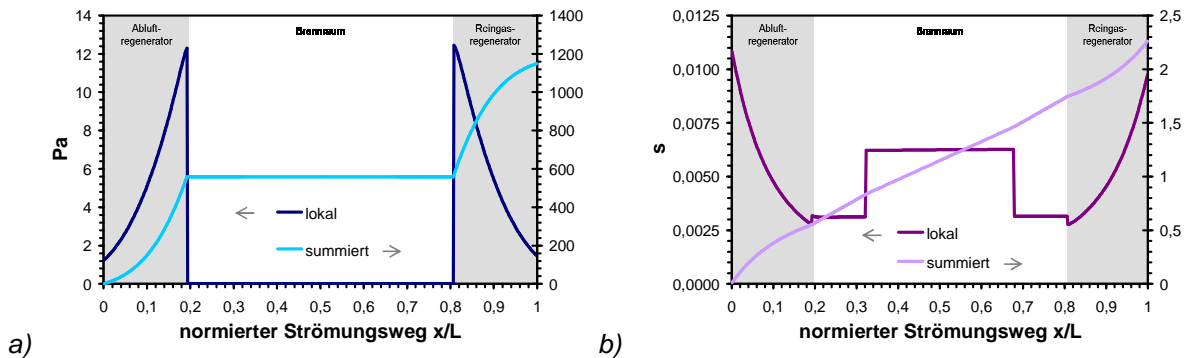 Abluft-
regenerator
Brennraum
Reingas-
regenerator
14
12
10
8
6
4
2
0
1400
1200
1000
800
600
400
200
0
Pa
lokal
summiert
0
0,1
0,2
0,3
0,4
0,5
0,6
0,7
0,8
0,9
1
normierter Strömungsweg x/L
a)
Abluft-
regenerator
Brennraum
Reingas-
regenerator
0,0125
0,0100
0,0075
0,0050
0,0025
0,0000
2,5
2
1,5
1
0,5
0
s
lokal
summiert
0
0,1
0,2
0,3
0,4
0,5
0,6
0,7
0,8
0,9
1
normierter Strömungsweg x/L
b)